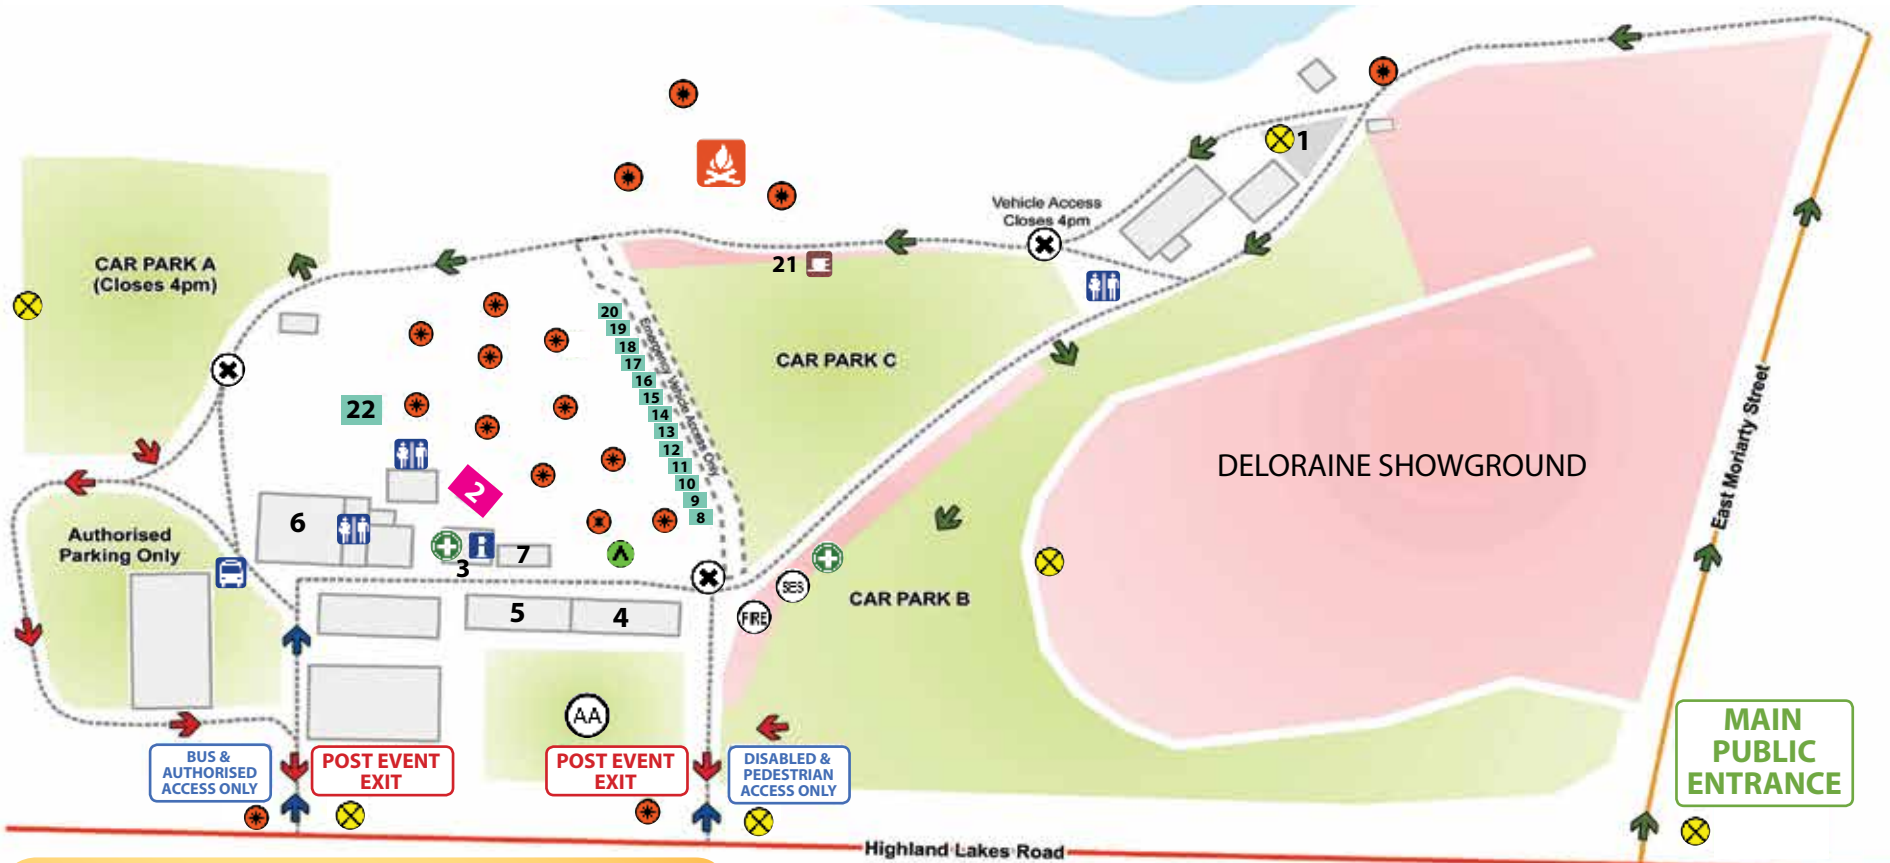 1
Vehicle Access
Closes 4pm
CAR PARK A
(Closes 4pm)
21
20
19
18
17
16
15
14
13
12
11
10
9
8
Emergency Vehicle Access Only
CAR PARK C
22
2
DELORAINE SHOWGROUND
East Moriarty Street
6
Authorised
Parking Only
i
7
3
5
4
SES
FIRE
CAR PARK B
AA
BUS &
AUTHORISED
ACCESS ONLY
POST EVENT
EXIT
POST EVENT
EXIT
DISABLED &
PEDESTRIAN
ACCESS ONLY
MAIN
PUBLIC
ENTRANCE
Highland Lakes Road